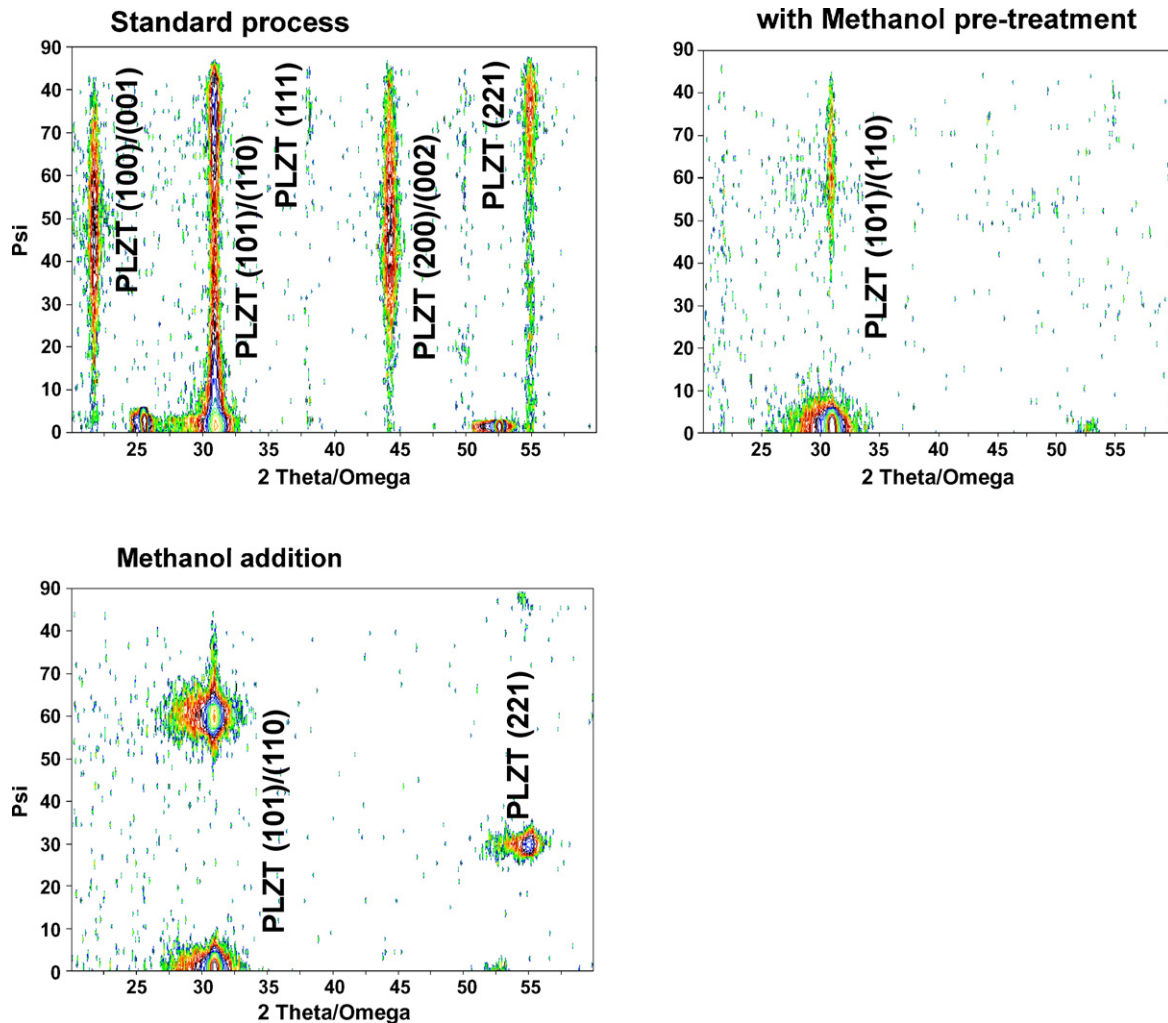 Standard process
90
40
70
60
50
40
30
20
10
0
Psi
PLZT (100)/(001)
PLZT (101)/(110)
PLZT (111)
PLZT (200)/(002)
PLZT (221)
25 30 35 40 45 50 55
2 Theta/Omega
with Methanol pre-treatment
90
40
70
60
50
40
30
20
10
0
PLZT (101)/(110)
25 30 35 40 45 50 55
2 Theta/Omega
Methanol addition
90
40
70
60
50
40
30
20
10
0
Psi
PLZT (101)/(110)
PLZT (221)
25 30 35 40 45 50 55
2 Theta/Omega